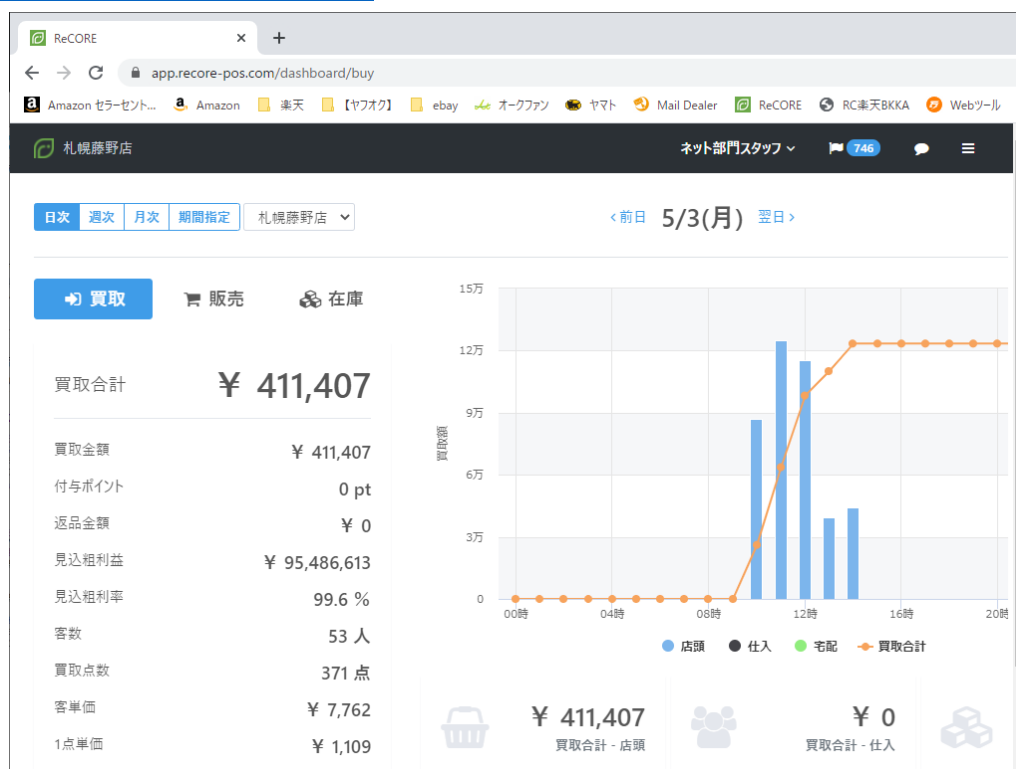 ReCORE
app.recore-pos.com/dashboard/buy
Amazon セラーセント... Amazon 楽天 【ヤフオク】 ebay オークファン ヤマト Mail Dealer ReCORE RC楽天BKKA Webツール
札幌藤野店 ネット部門スタッフ 746
日次 週次 月次 期間指定 札幌藤野店 前日 5/3(月) 翌日
買取 販売 在庫
買取合計 ¥ 411,407
買取金額 ¥ 411,407
付与ポイント 0 pt
返品金額 ¥ 0
見込粗利益 ¥ 95,486,613
見込粗利率 99.6 %
客数 53 人
買取点数 371 点
客単価 ¥ 7,762
1点単価 ¥ 1,109
15万
12万
9万
6万
3万
0
買取額
00時 04時 08時 12時 16時 20時
店頭 仕入 宅配 買取合計
¥ 411,407
買取合計 - 店頭
¥ 0
買取合計 - 仕入